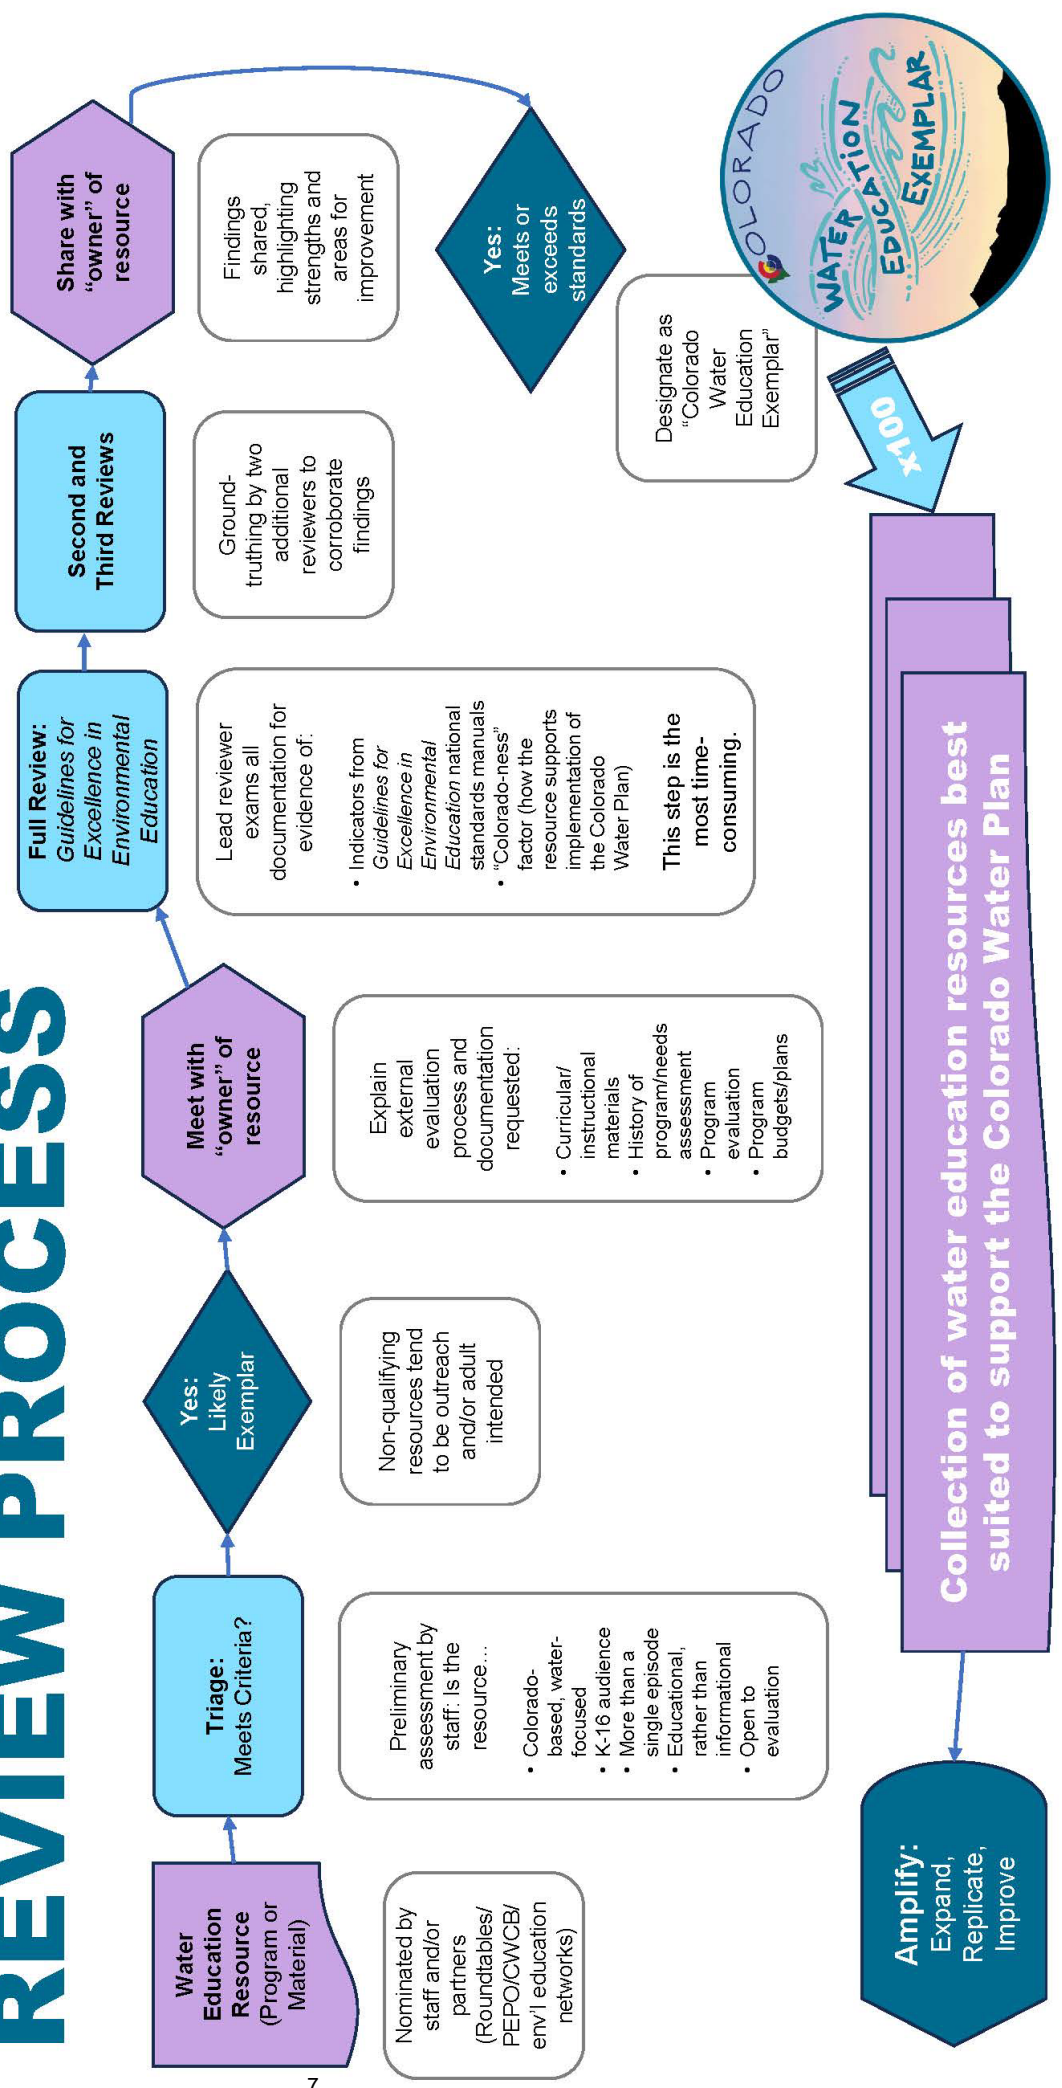 REVIEW PROCESS
Water
Education
Resource
(Program or
Material)
Nominated by
staff and/or
partners
(Roundtables/
PEPO/CWCB/
env’l education
networks)
Triage:
Meets Criteria?
Preliminary
assessment by
staff: Is the
resource…
• Colorado-
based, water-
focused
• K-16 audience
• More than a
single episode
• Educational,
rather than
informational
• Open to
evaluation
Yes:
Likely
Exemplar
Non-qualifying
resources tend
to be outreach
and/or adult
intended
Meet with
“owner” of
resource
Explain
external
evaluation
process and
documentation
requested:
• Curricular/
instructional
materials
• History of
program/needs
assessment
• Program
evaluation
• Program
budgets/plans
Full Review:
Guidelines for
Excellence in
Environmental
Education
Lead reviewer
exams all
documentation for
evidence of:
• Indicators from
Guidelines for
Excellence in
Environmental
Education national
standards manuals
• “Colorado-ness”
factor (how the
resource supports
implementation of
the Colorado
Water Plan)
This step is the
most time-
consuming.
Second and
Third Reviews
Ground-
truthing by two
additional
reviewers to
corroborate
findings
Share with
“owner” of
resource
Findings
shared,
highlighting
strengths and
areas for
improvement
Yes:
Meets or
exceeds
standards
Designate as
“Colorado
Water
Education
Exemplar”
COLORADO
WATER
EDUCATION
EXEMPLAR
x100
Collection of water education resources best
suited to support the Colorado Water Plan
Amplify:
Expand,
Replicate,
Improve
7